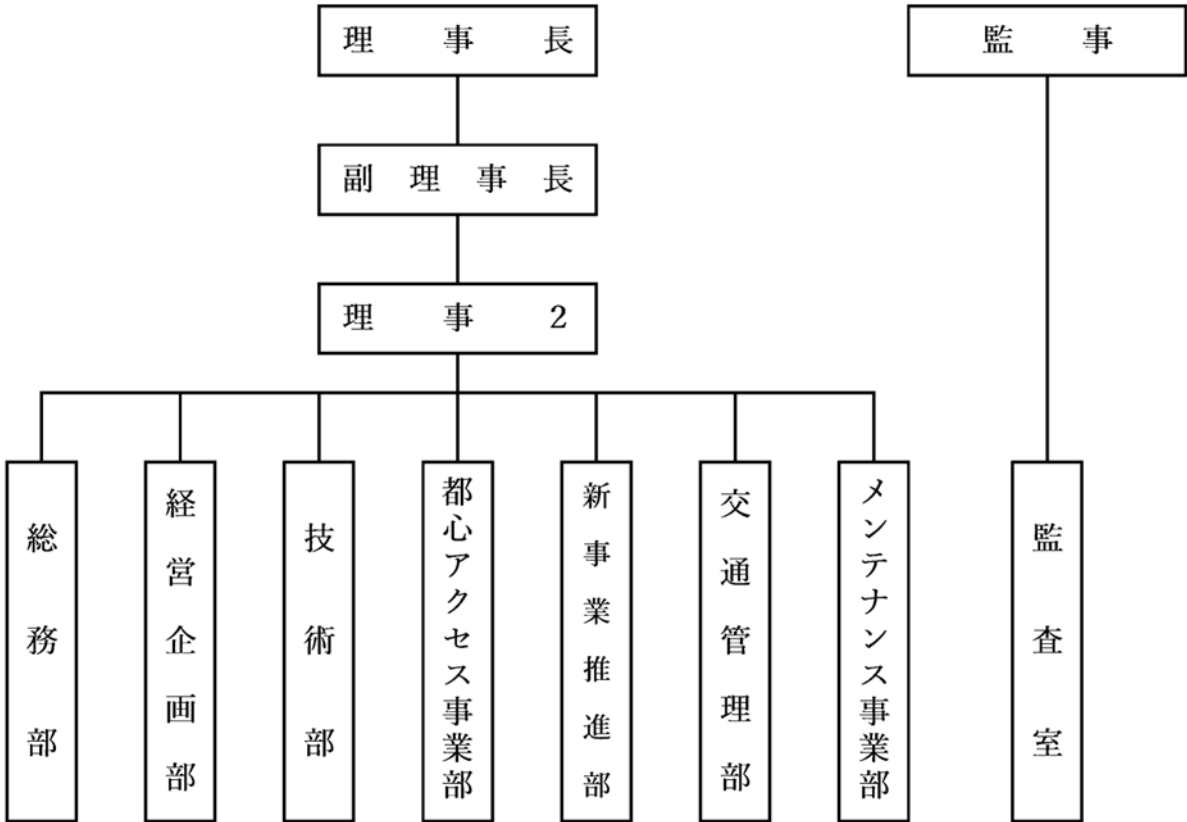 理事長
監事
副理事長
理事2
総務部
経営企画部
技術部
都心アクセス事業部
新事業推進部
交通管理部
メンテナンス事業部
監査室